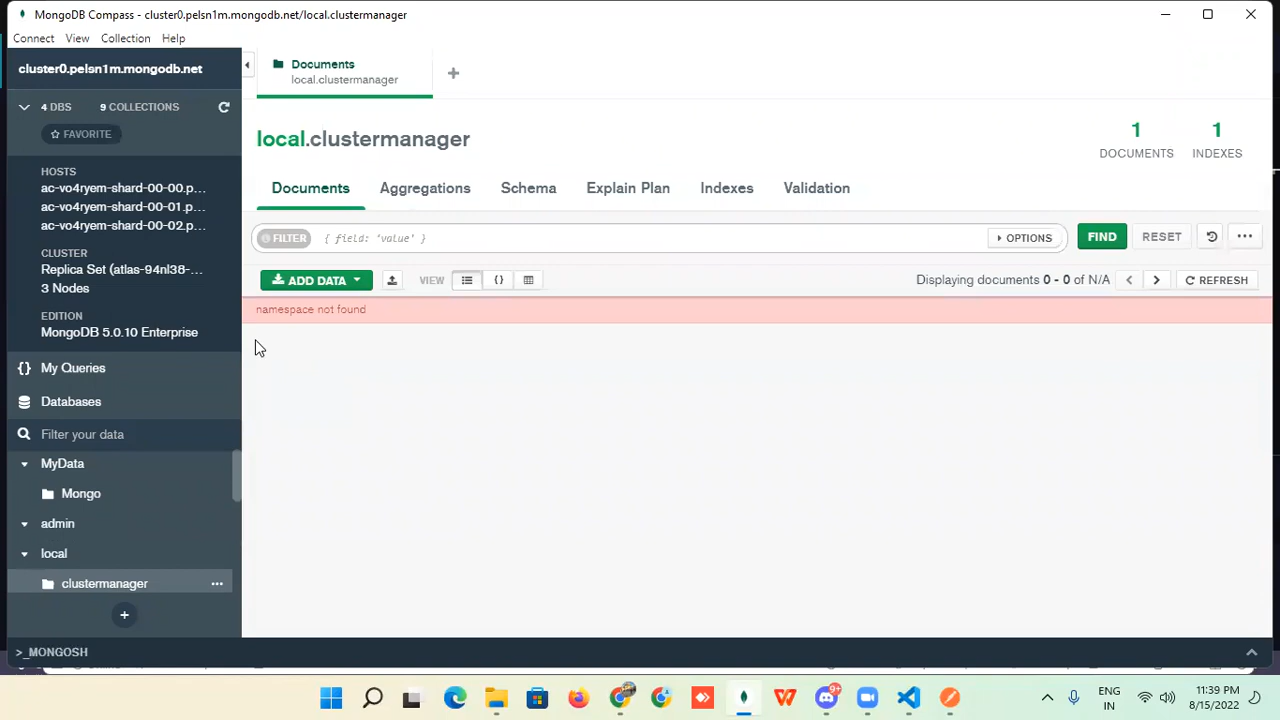 MongoDB Compass - cluster0.pelsn1m.mongodb.net/local.clustermanager
Connect View Collection Help
cluster0.pelsn1m.mongodb.net
4 DBS 9 COLLECTIONS
FAVORITE
HOSTS
ac-vo4ryem-shard-00-00.p...
ac-vo4ryem-shard-00-01.p...
ac-vo4ryem-shard-00-02.p...
CLUSTER
Replica Set (atlas-94nl38-...
3 Nodes
EDITION
MongoDB 5.0.10 Enterprise
{} My Queries
Databases
Filter your data
MyData
Mongo
admin
local
clustermanager ...
+
>_MONGOSH
Documents
local.clustermanager
+
local.clustermanager
1
DOCUMENTS
1
INDEXES
Documents Aggregations Schema Explain Plan Indexes Validation
FILTER { field: 'value' } OPTIONS FIND RESET ...
ADD DATA VIEW {} Displaying documents 0 - 0 of N/A < > REFRESH
namespace not found
9+
W
ENG
IN
11:39 PM
8/15/2022